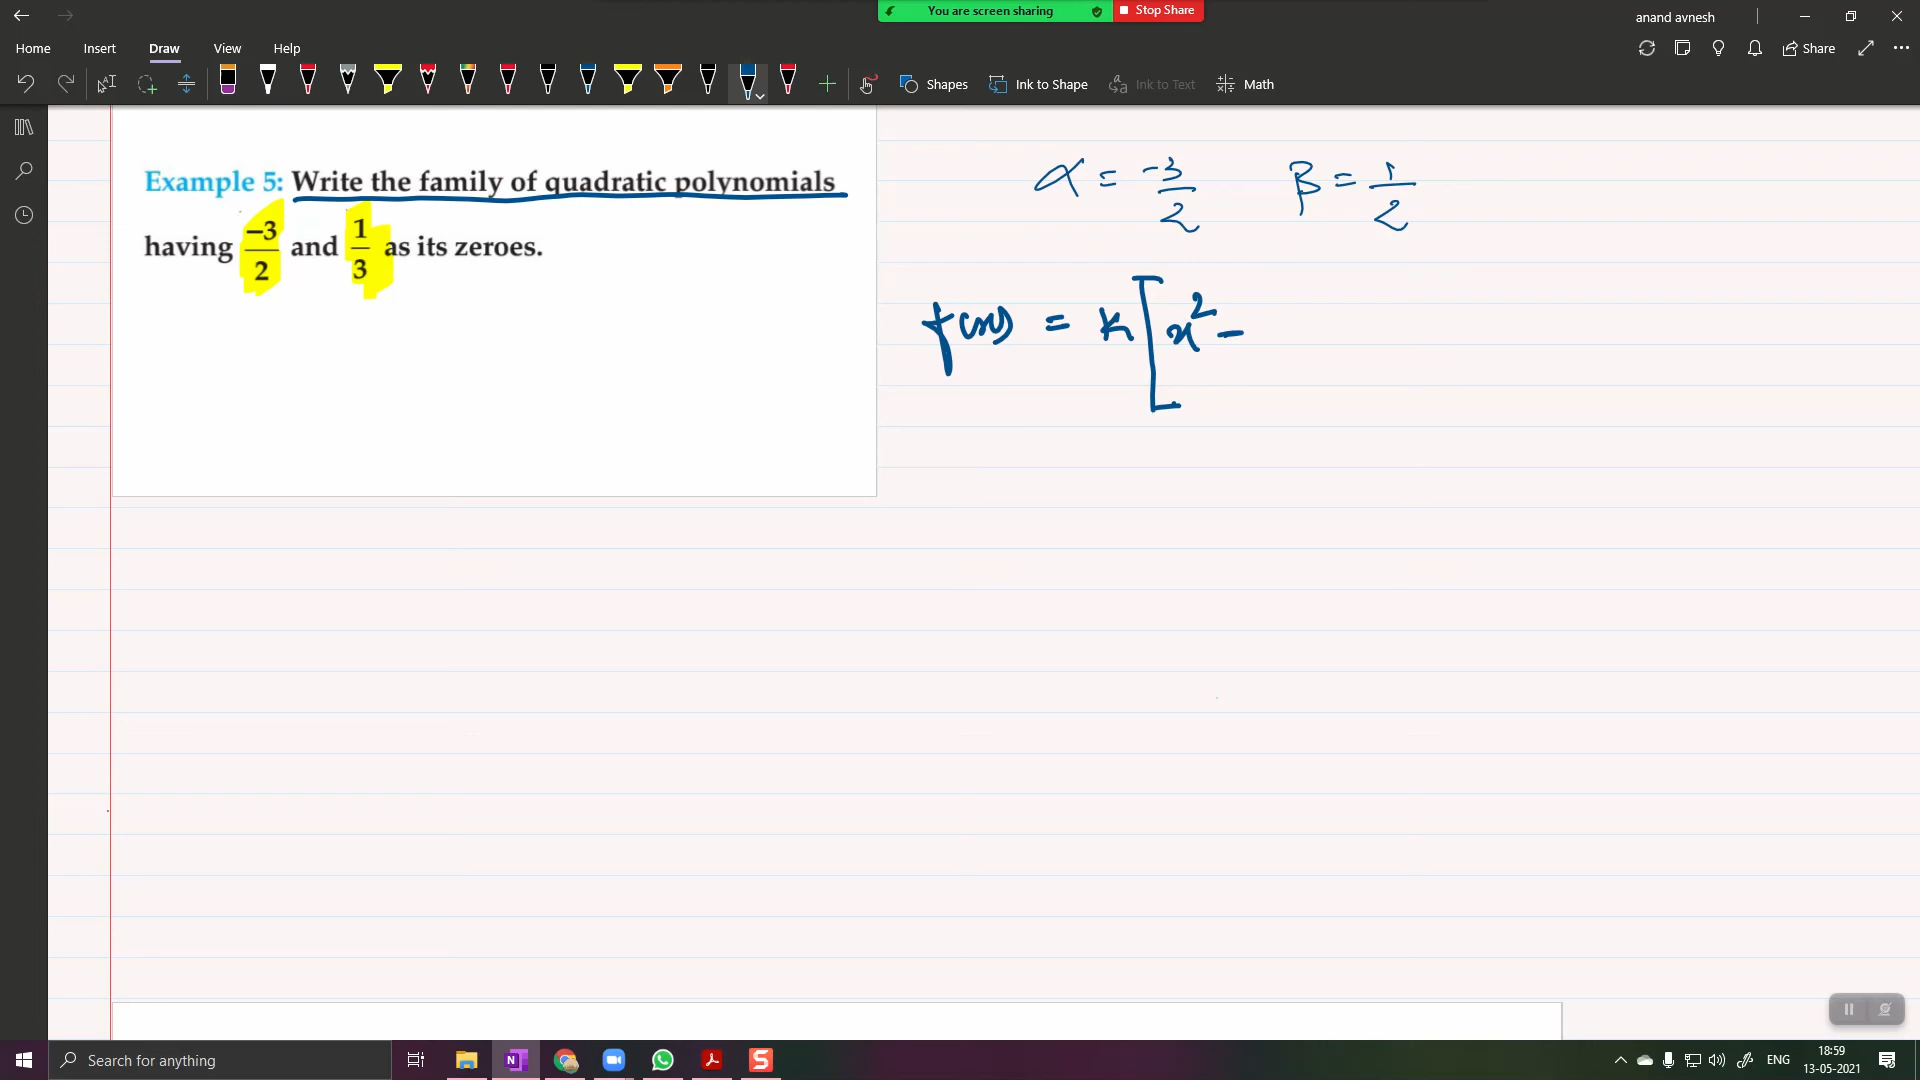 You are screen sharing Stop Share
anand avnesh
Home Insert Draw View Help
Share
Shapes Ink to Shape Ink to Text Math
Example 5: Write the family of quadratic polynomials
having −3/2 and 1/3 as its zeroes.
α = -3/2 β = 1/2
f(x) = k [ x² -
Search for anything
ENG
18:59
13-05-2021